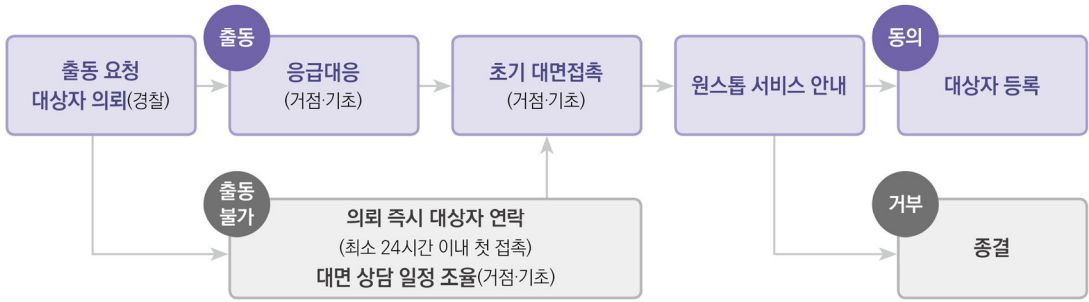 출동 요청
대상자 의뢰(경찰)
출동
응급대응
(거점·기초)
초기 대면접촉
(거점·기초)
원스톱 서비스 안내
동의
대상자 등록
출동
불가
의뢰 즉시 대상자 연락
(최소 24시간 이내 첫 접촉)
대면 상담 일정 조율(거점·기초)
거부
종결